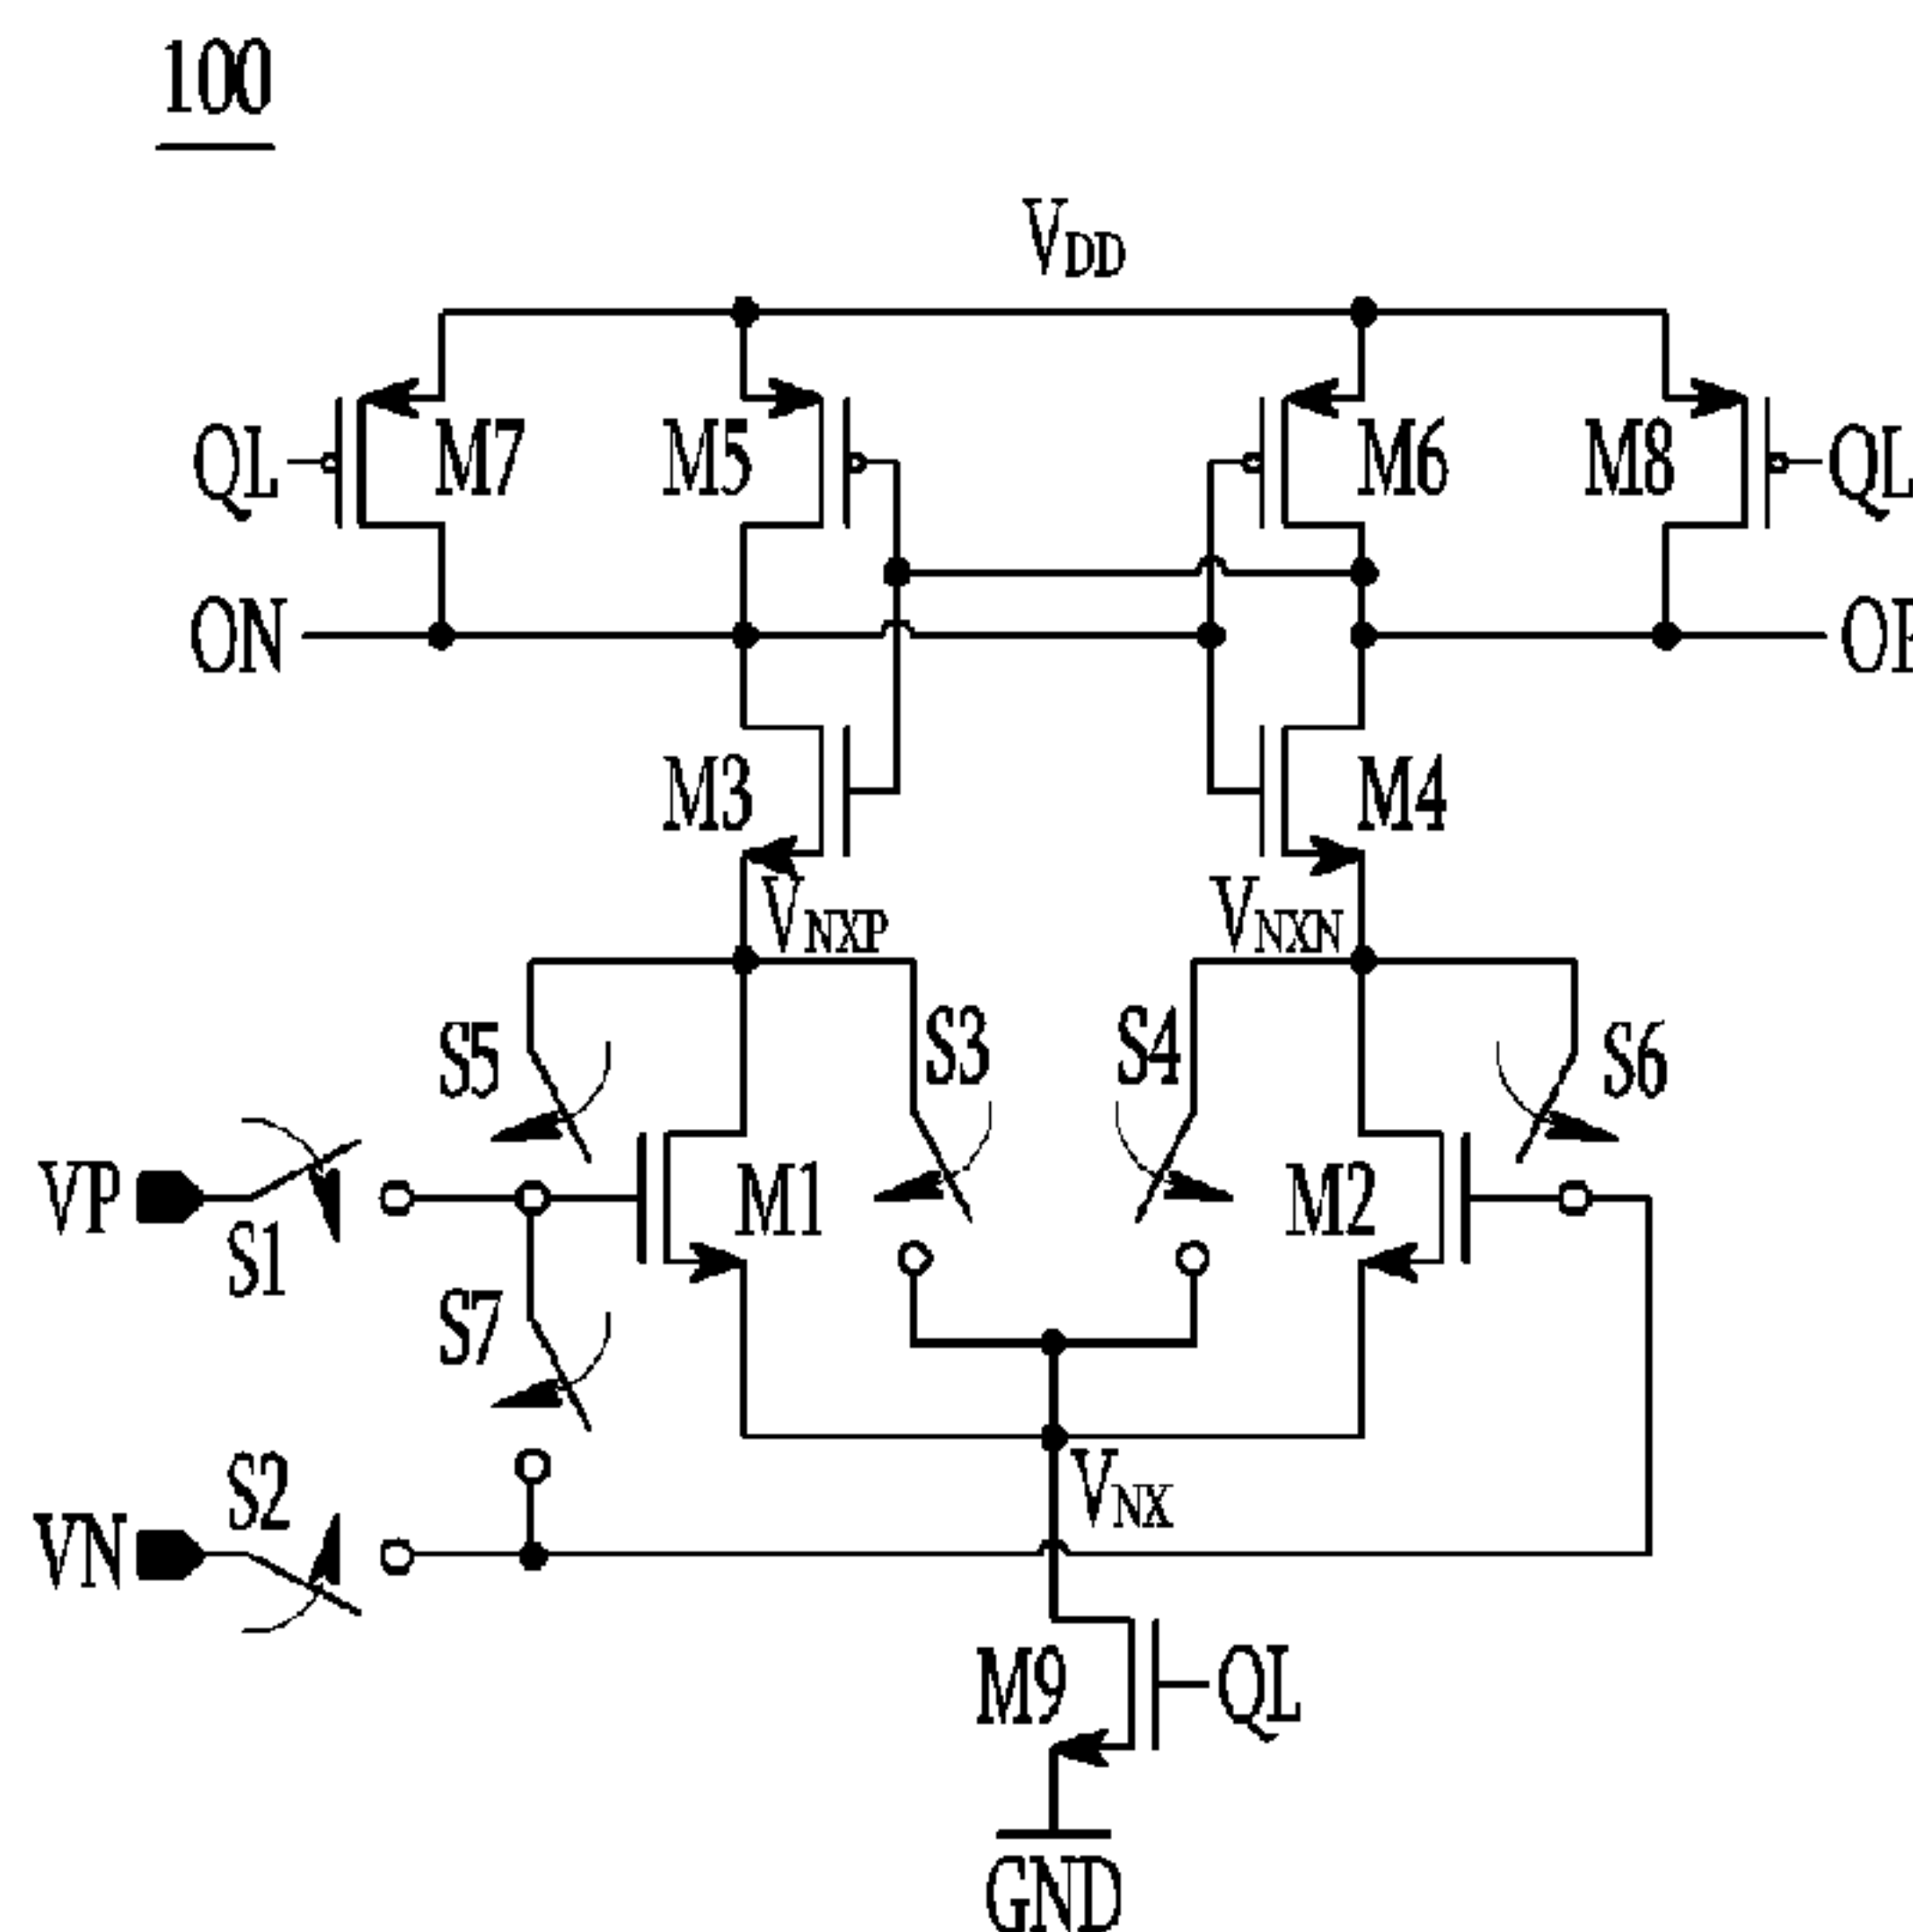 100
VDD
QL M7 M5 M6 M8 QL
ON
M3 M4
VNXP VNXN
S5 S3 S4 S6
VP S1 M1 M2
S7
S2 VNX
VN
M9 QL
GND